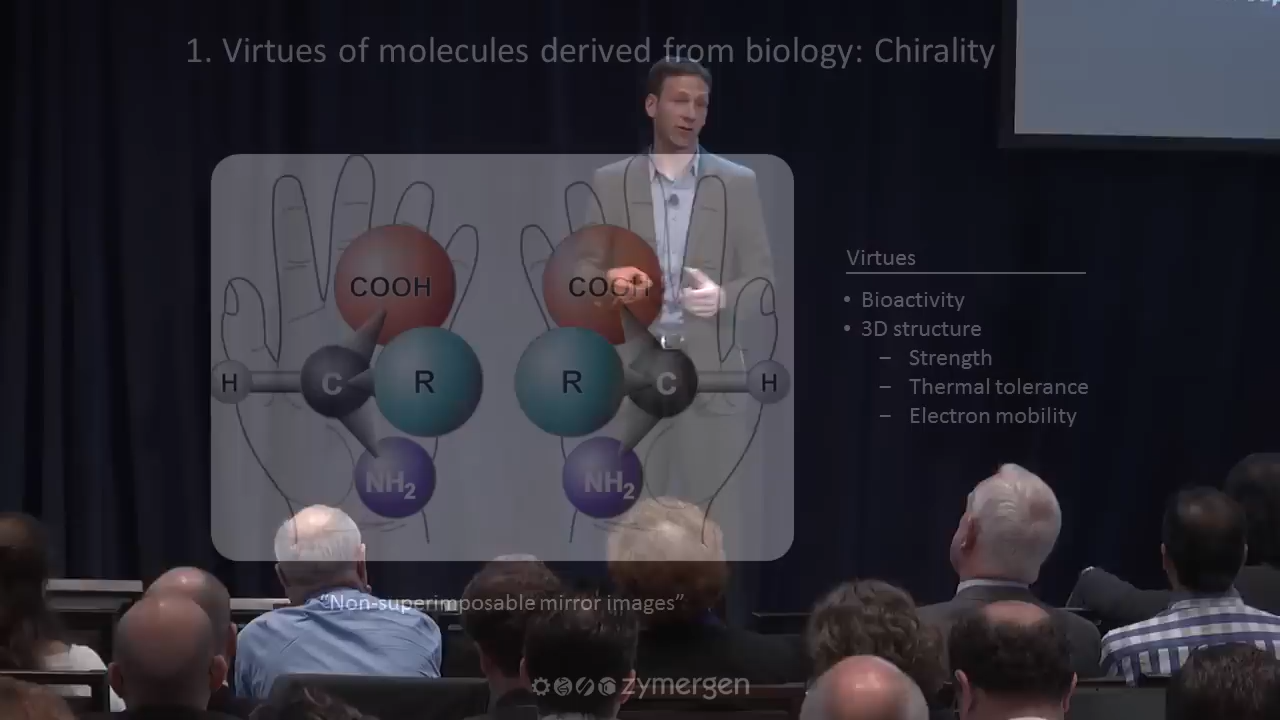 1. Virtues of molecules derived from biology: Chirality
COOH
H
C
R
NH2
COOH
R
C
H
NH2
Virtues
• Bioactivity
• 3D structure
– Strength
– Thermal tolerance
– Electron mobility
“Non-superimposable mirror images”
zymergen